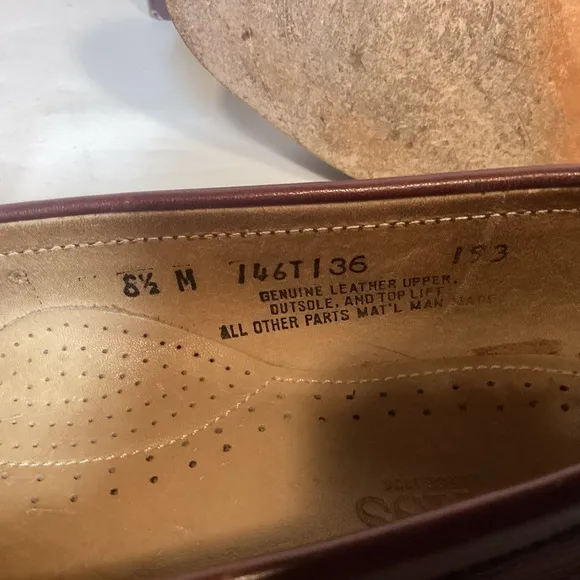 8½ M 146T136 153
GENUINE LEATHER UPPER,
OUTSOLE, AND TOP LIFT
ALL OTHER PARTS MAT'L MAN MADE